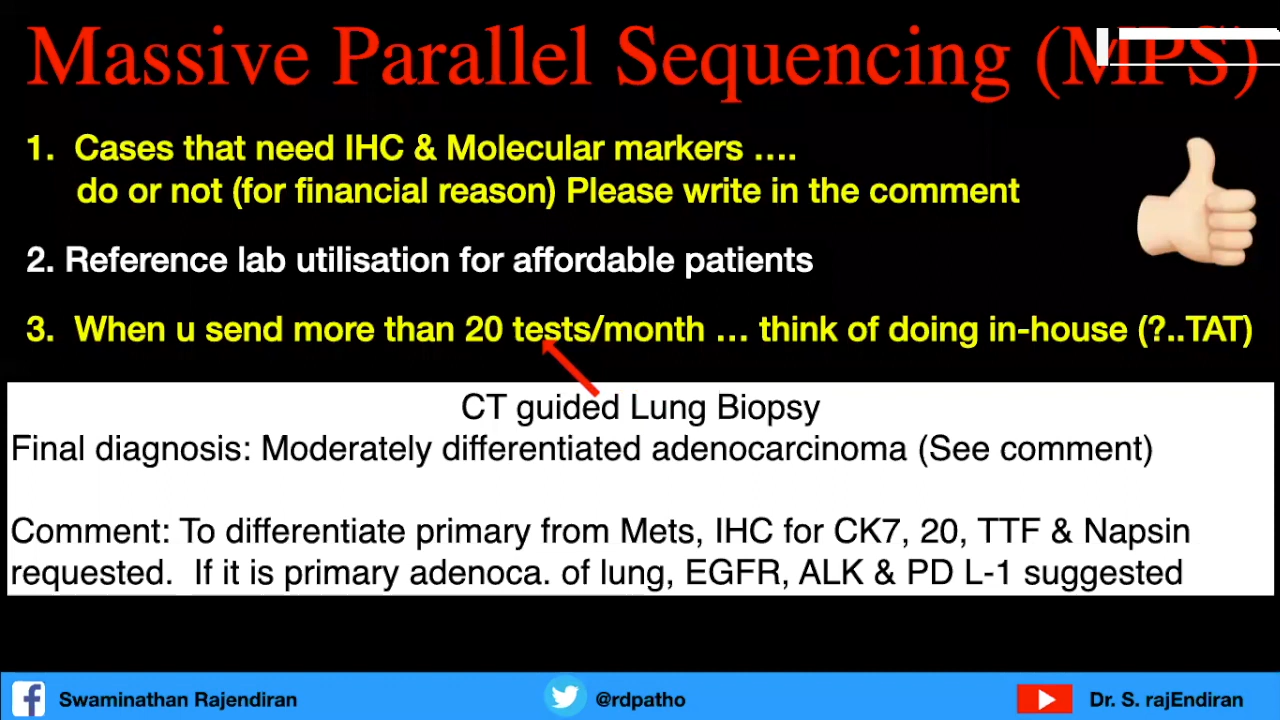 Massive Parallel Sequencing (MPS)
1. Cases that need IHC & Molecular markers ....
do or not (for financial reason) Please write in the comment
2. Reference lab utilisation for affordable patients
3. When u send more than 20 tests/month ... think of doing in-house (?..TAT)
CT guided Lung Biopsy
Final diagnosis: Moderately differentiated adenocarcinoma (See comment)
Comment: To differentiate primary from Mets, IHC for CK7, 20, TTF & Napsin
requested. If it is primary adenoca. of lung, EGFR, ALK & PD L-1 suggested
Swaminathan Rajendiran
@rdpatho
Dr. S. rajEndiran